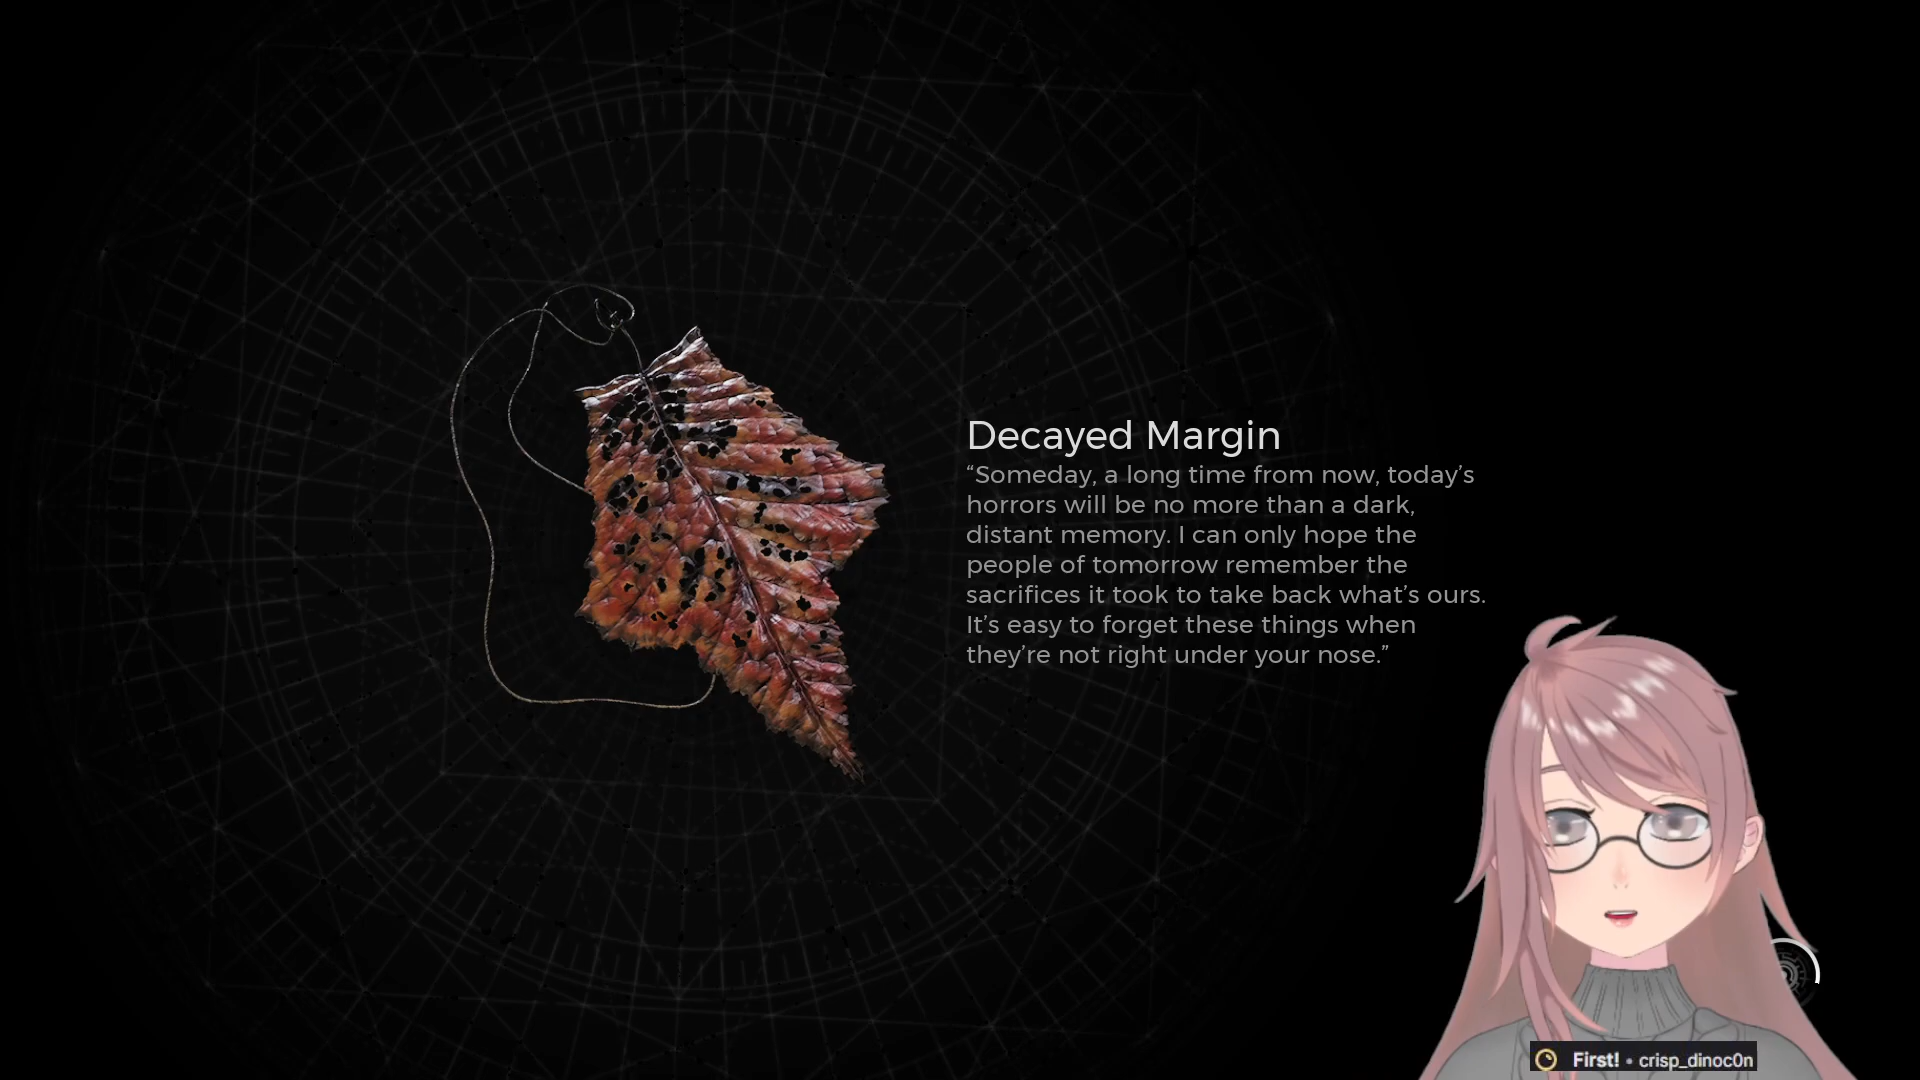 Decayed Margin
“Someday, a long time from now, today’s
horrors will be no more than a dark,
distant memory. I can only hope the
people of tomorrow remember the
sacrifices it took to take back what’s ours.
It’s easy to forget these things when
they’re not right under your nose.”
First! • crisp_dinoc0n